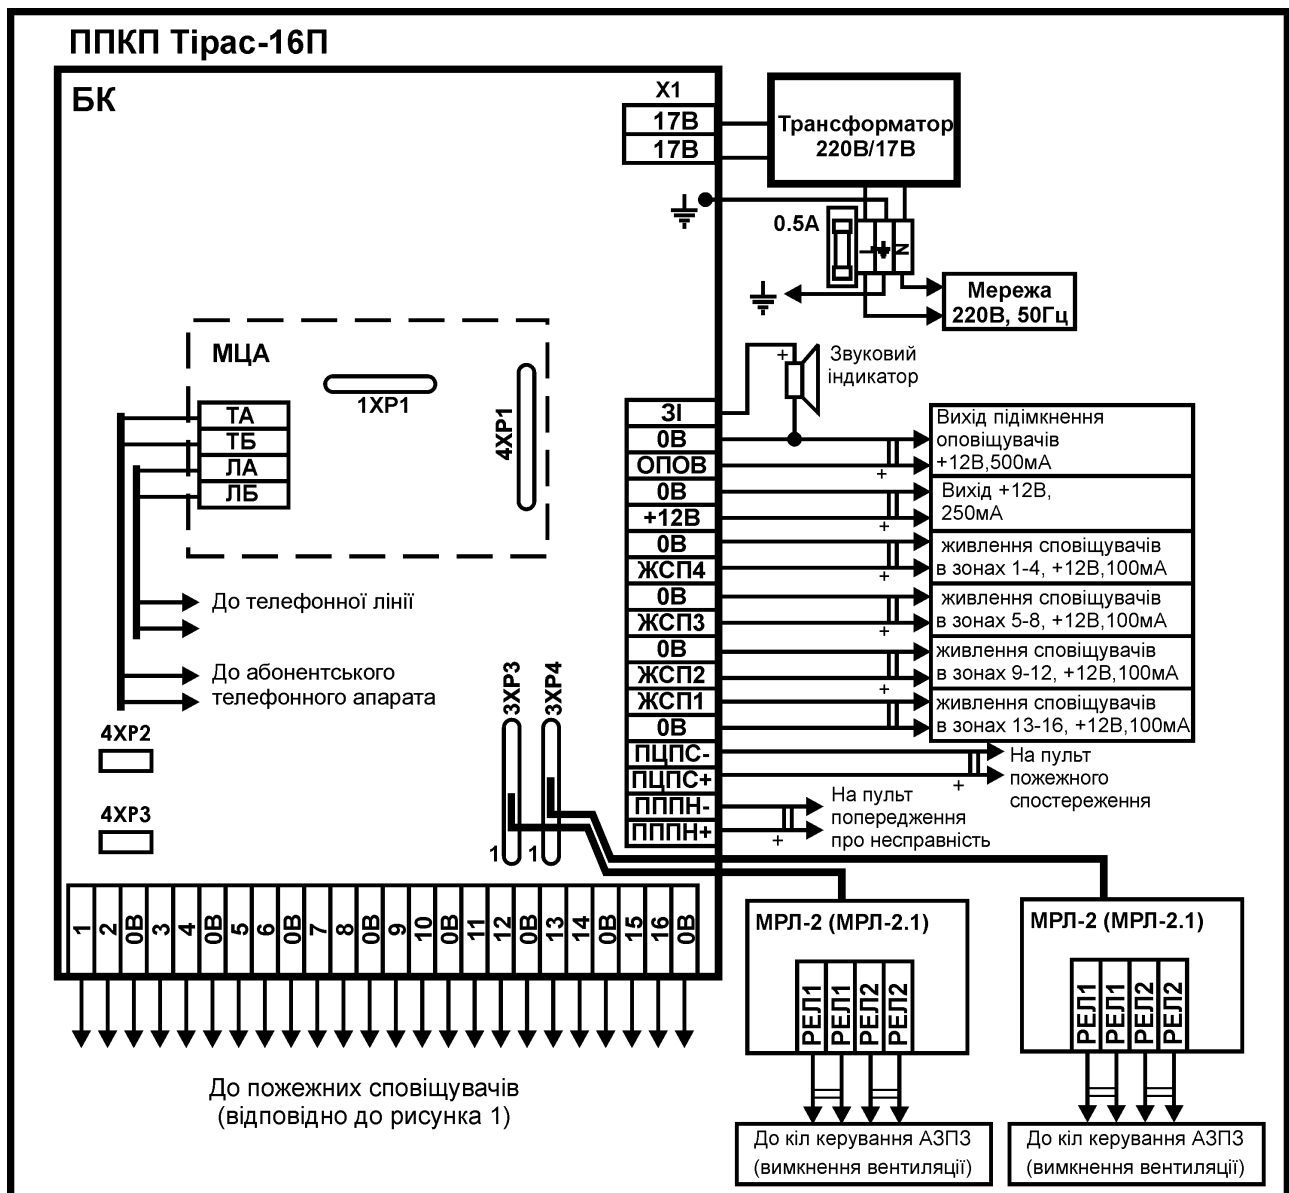 ППКП Тірас-16П
БК
X1
17В
17В
Трансформатор
220В/17В
0.5А
L
N
Мережа
220В, 50Гц
МЦА
1ХР1
4ХР1
ТА
ТБ
ЛА
ЛБ
+
Звуковий
індикатор
ЗІ
0В
ОПОВ
0В
+12В
0В
ЖСП4
0В
ЖСП3
0В
ЖСП2
ЖСП1
0В
ПЦПС-
ПЦПС+
ПППН-
ПППН+
Вихід підімкнення
оповіщувачів
+12В,500мА
+
Вихід +12В,
250мА
+
живлення сповіщувачів
в зонах 1-4, +12В,100мА
+
живлення сповіщувачів
в зонах 5-8, +12В,100мА
+
живлення сповіщувачів
в зонах 9-12, +12В,100мА
+
живлення сповіщувачів
в зонах 13-16, +12В,100мА
На пульт
пожежного
спостереження
+
На пульт
попередження
про несправність
+
До телефонної лінії
До абонентського
телефонного апарата
4ХР2
4ХР3
3ХР3
3ХР4
1
1
1 2 0В 3 4 0В 5 6 0В 7 8 0В 9 10 0В 11 12 0В 13 14 0В 15 16 0В
До пожежних сповіщувачів
(відповідно до рисунка 1)
МРЛ-2 (МРЛ-2.1)
РЕЛ1 РЕЛ1 РЕЛ2 РЕЛ2
До кіл керування АЗПЗ
(вимкнення вентиляції)
МРЛ-2 (МРЛ-2.1)
РЕЛ1 РЕЛ1 РЕЛ2 РЕЛ2
До кіл керування АЗПЗ
(вимкнення вентиляції)